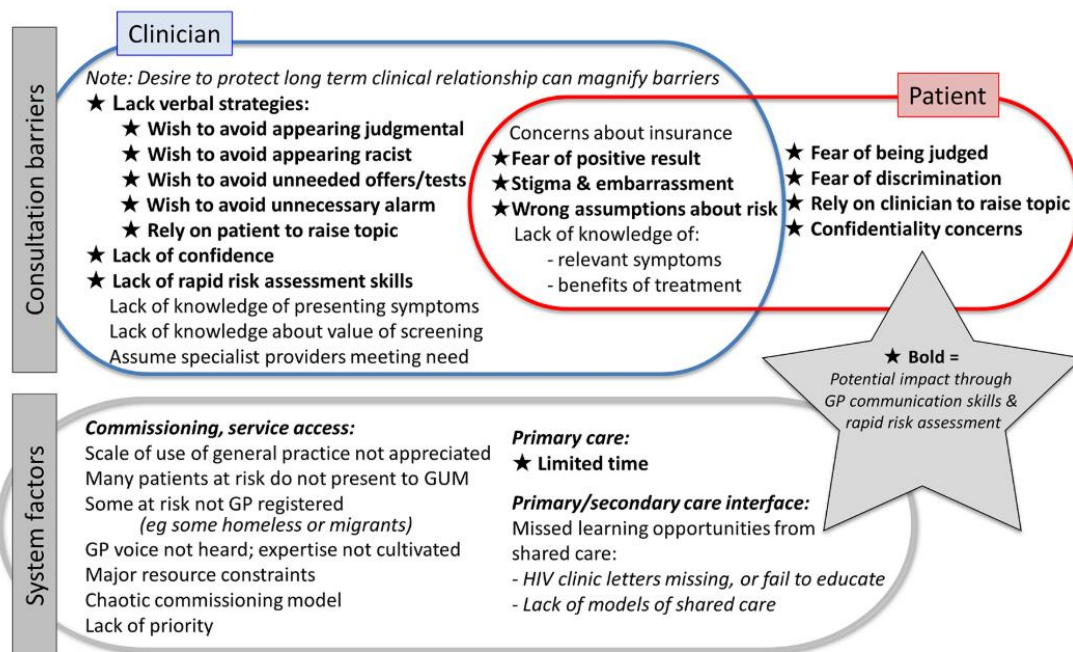 Consultation barriers
Clinician
Note: Desire to protect long term clinical relationship can magnify barriers
★ Lack verbal strategies:
★ Wish to avoid appearing judgmental
★ Wish to avoid appearing racist
★ Wish to avoid unneeded offers/tests
★ Wish to avoid unnecessary alarm
★ Rely on patient to raise topic
★ Lack of confidence
★ Lack of rapid risk assessment skills
Lack of knowledge of presenting symptoms
Lack of knowledge about value of screening
Assume specialist providers meeting need
Concerns about insurance
★ Fear of positive result
★ Stigma & embarrassment
★ Wrong assumptions about risk
Lack of knowledge of:
- relevant symptoms
- benefits of treatment
Patient
★ Fear of being judged
★ Fear of discrimination
★ Rely on clinician to raise topic
★ Confidentiality concerns
★ Bold =
Potential impact through
GP communication skills &
rapid risk assessment
System factors
Commissioning, service access:
Scale of use of general practice not appreciated
Many patients at risk do not present to GUM
Some at risk not GP registered
(eg some homeless or migrants)
GP voice not heard; expertise not cultivated
Major resource constraints
Chaotic commissioning model
Lack of priority
Primary care:
★ Limited time
Primary/secondary care interface:
Missed learning opportunities from
shared care:
- HIV clinic letters missing, or fail to educate
- Lack of models of shared care